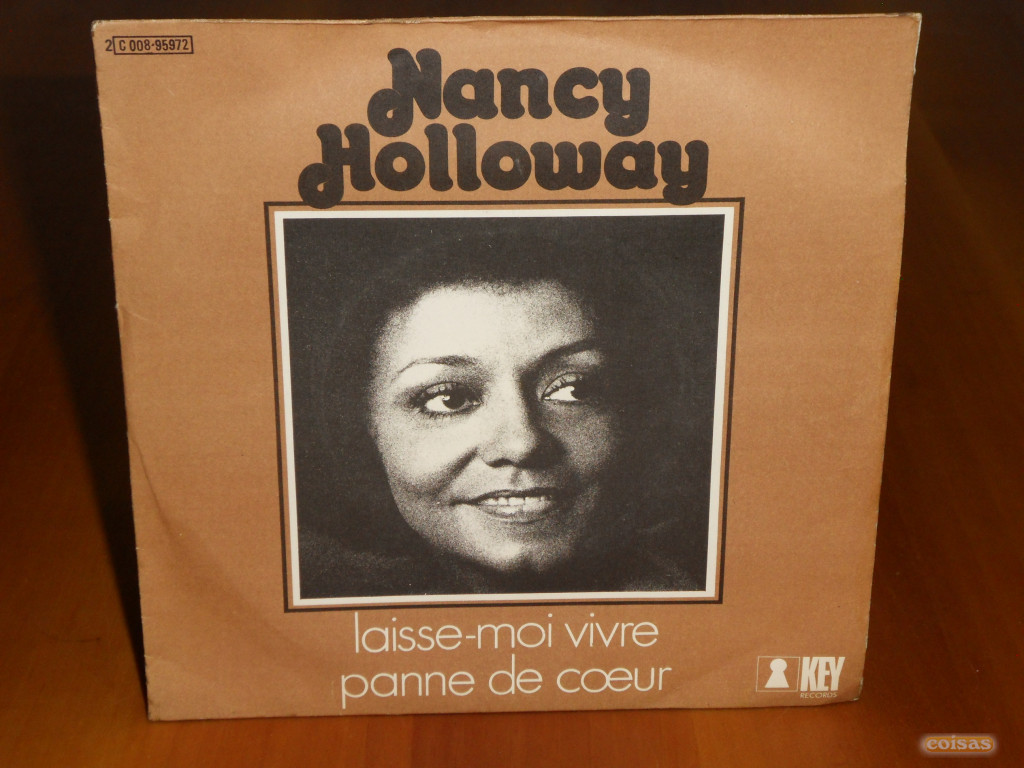 2 C 008-95972
Nancy
Holloway
laisse-moi vivre
panne de cœur
KEY
RECORDS
coisas